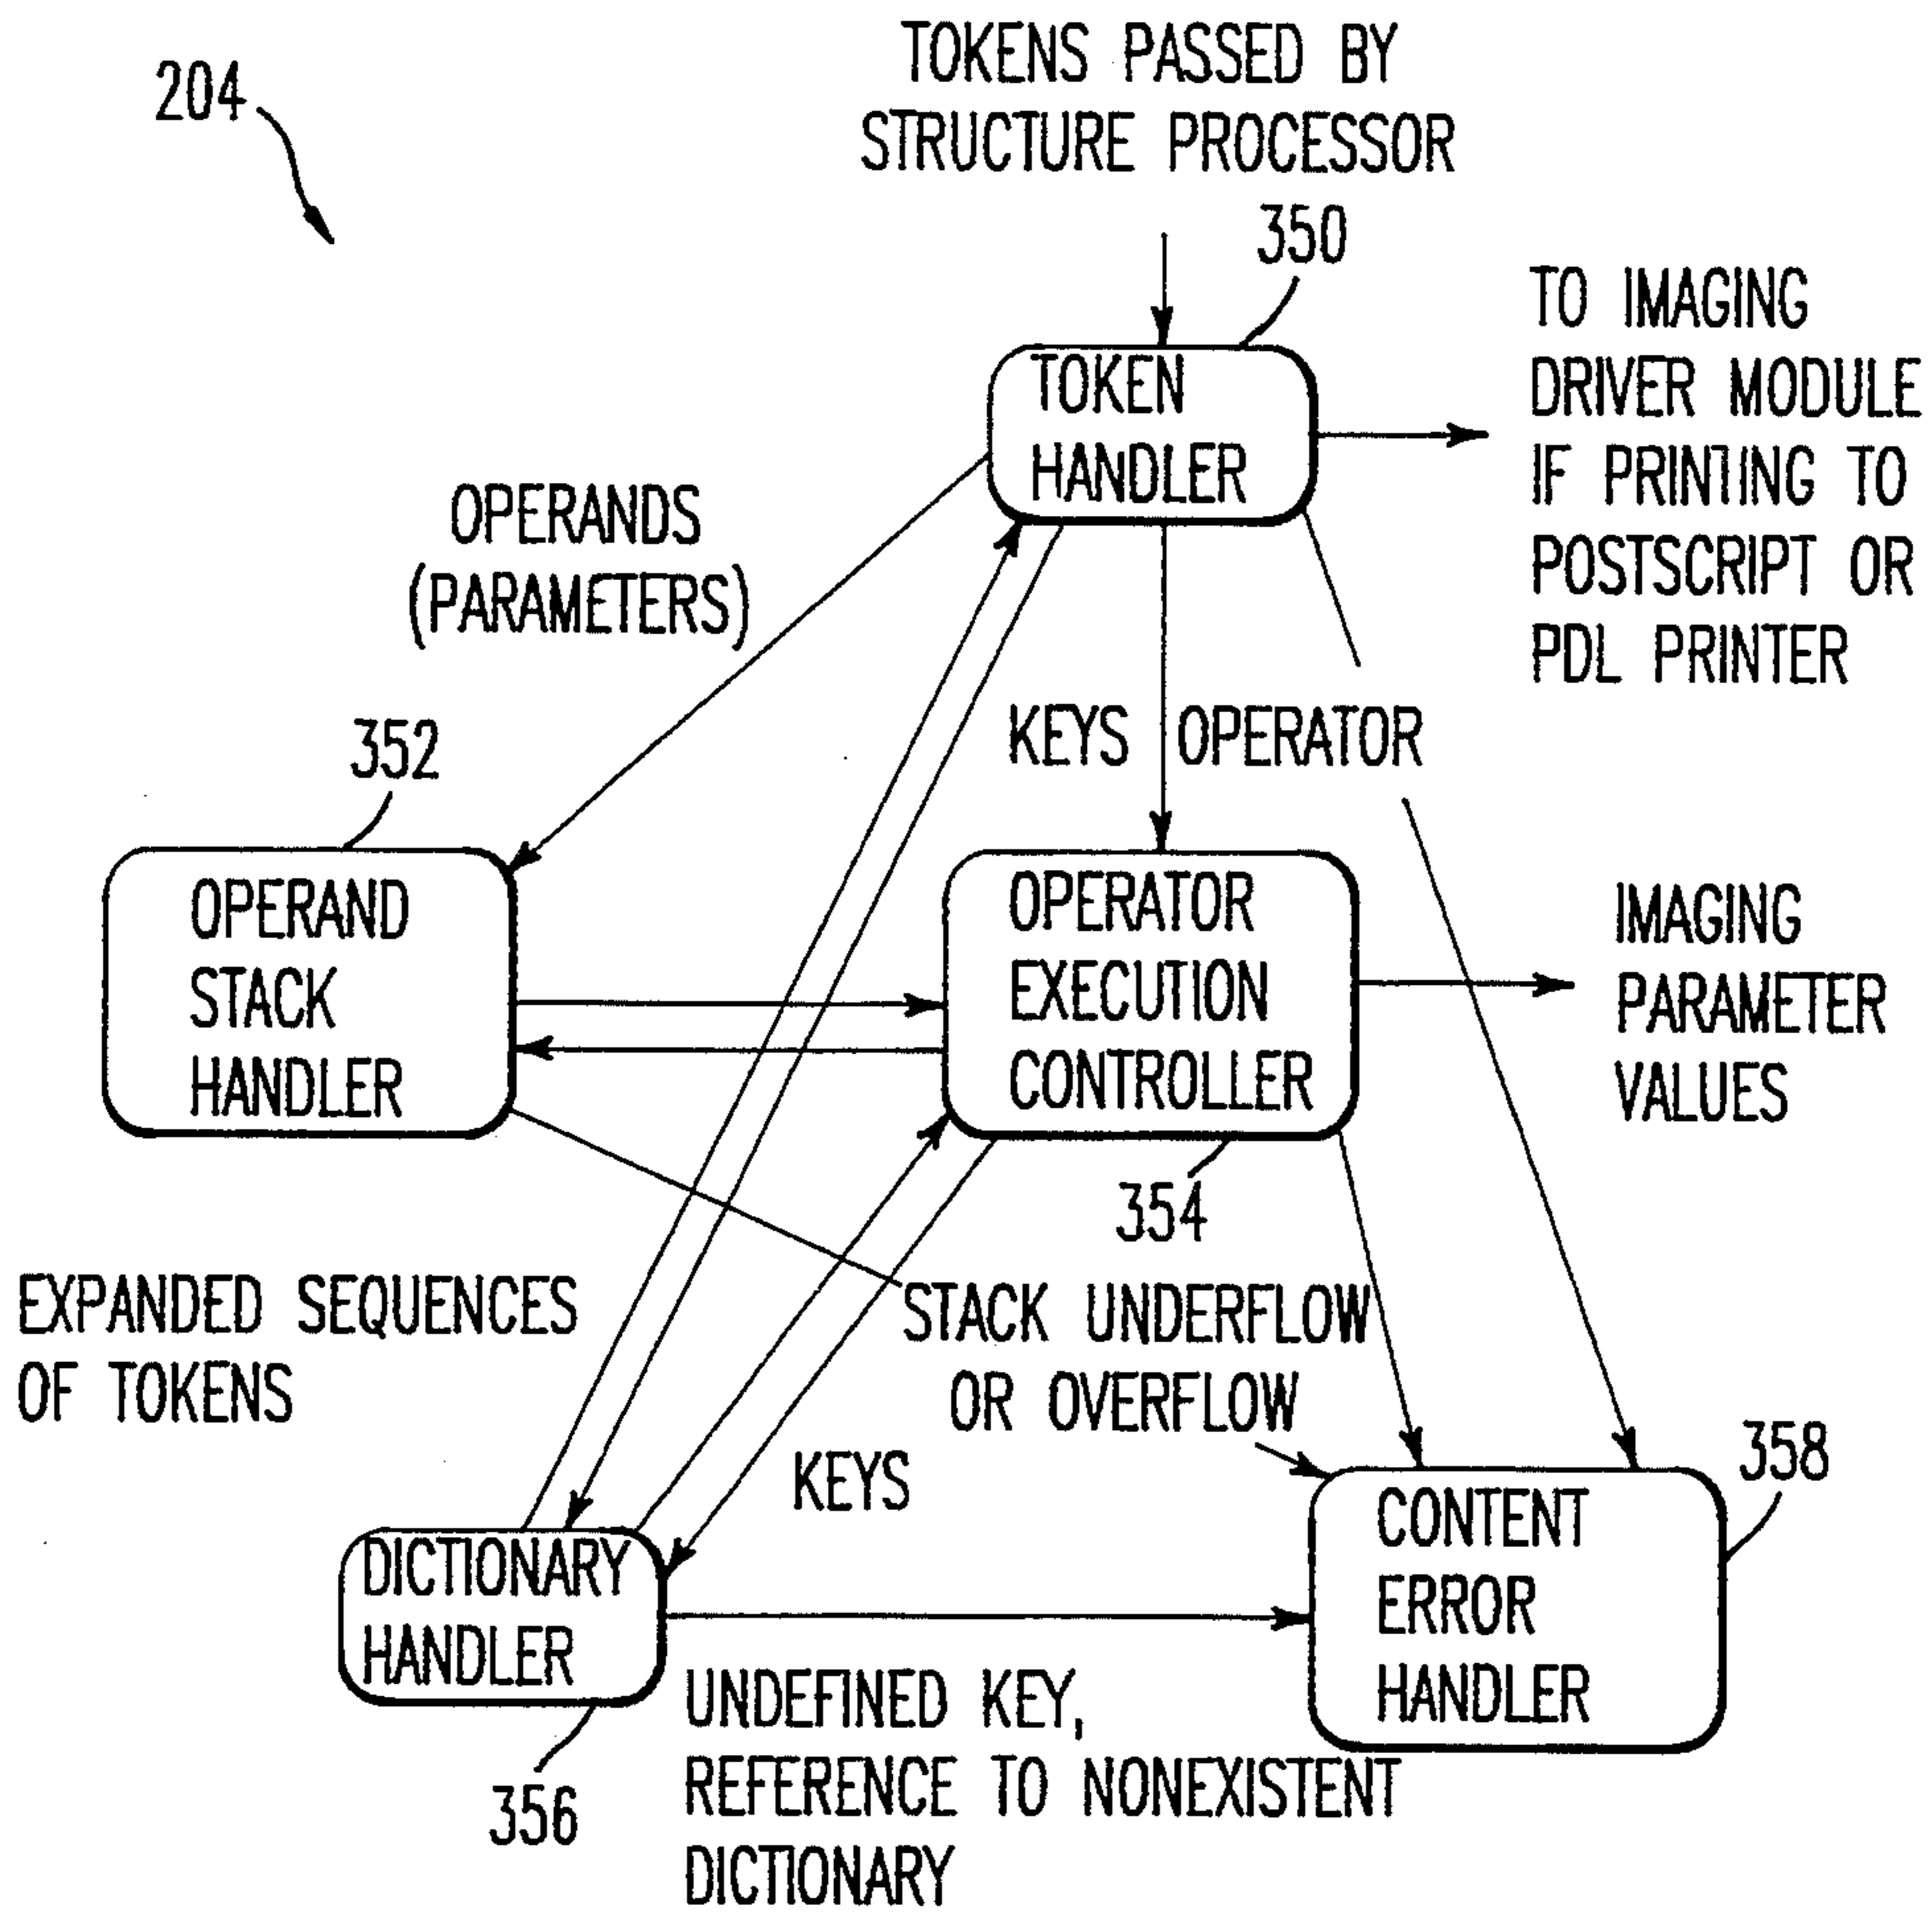 204
TOKENS PASSED BY
STRUCTURE PROCESSOR
350
TOKEN
HANDLER
TO IMAGING
DRIVER MODULE
IF PRINTING TO
POSTSCRIPT OR
PDL PRINTER
OPERANDS
(PARAMETERS)
KEYS
OPERATOR
352
OPERAND
STACK
HANDLER
OPERATOR
EXECUTION
CONTROLLER
354
IMAGING
PARAMETER
VALUES
EXPANDED SEQUENCES
OF TOKENS
STACK UNDERFLOW
OR OVERFLOW
KEYS
358
DICTIONARY
HANDLER
356
CONTENT
ERROR
HANDLER
UNDEFINED KEY,
REFERENCE TO NONEXISTENT
DICTIONARY